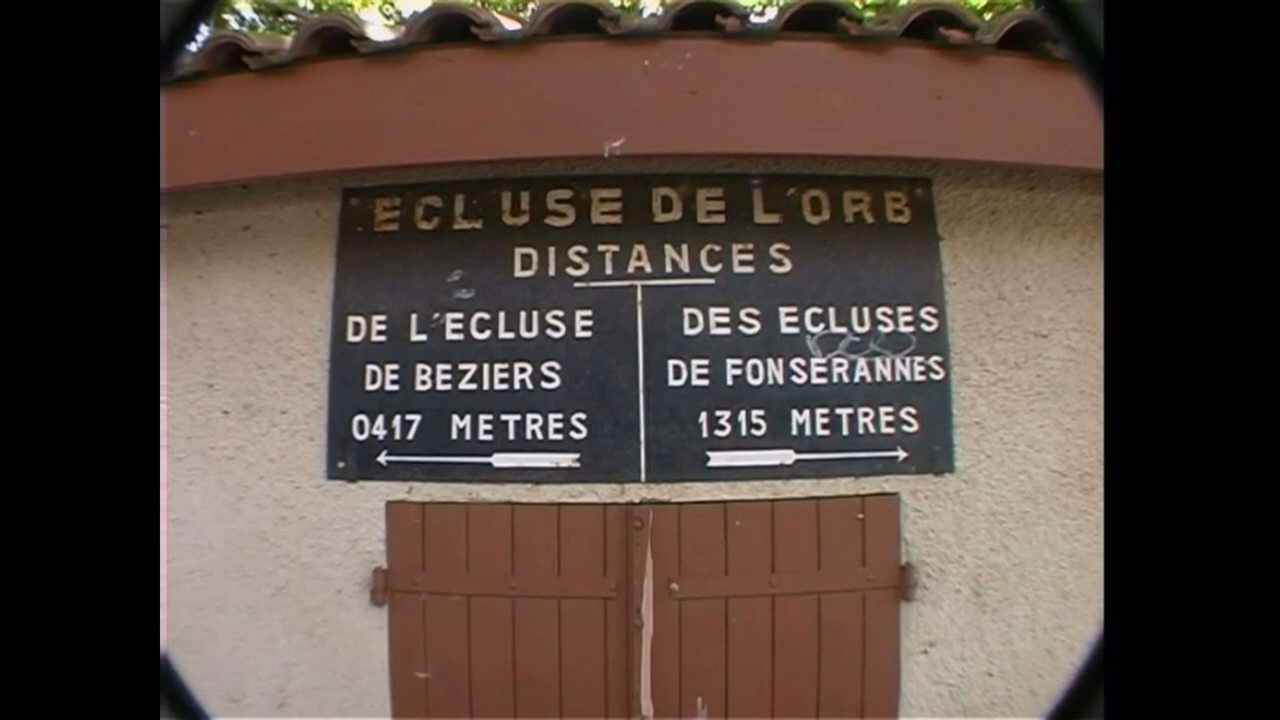 ECLUSE DE L'ORB
DISTANCES
DE L'ECLUSE
DE BEZIERS
0417 METRES
DES ECLUSES
DE FONSERANNES
1315 METRES